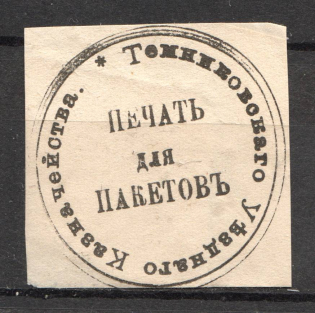 * Темниковскаго Уѣзднаго Казначейства.
ПЕЧАТЬ
для
ПАКЕТОВЪ